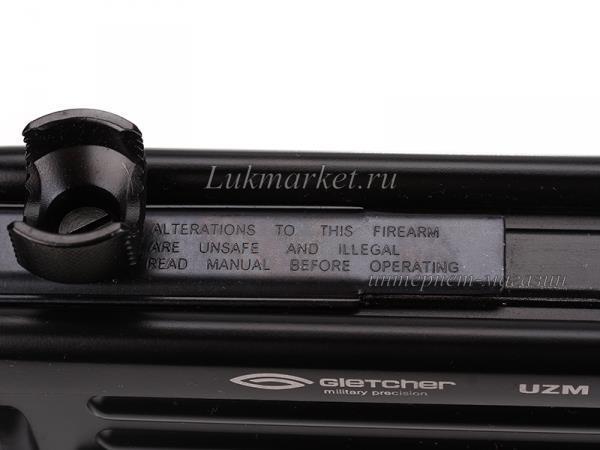 Lukmarket.ru
ALTERATIONS TO THIS FIREARM
ARE UNSAFE AND ILLEGAL
READ MANUAL BEFORE OPERATING
интернет-магазин
Gletcher
military precision
UZM